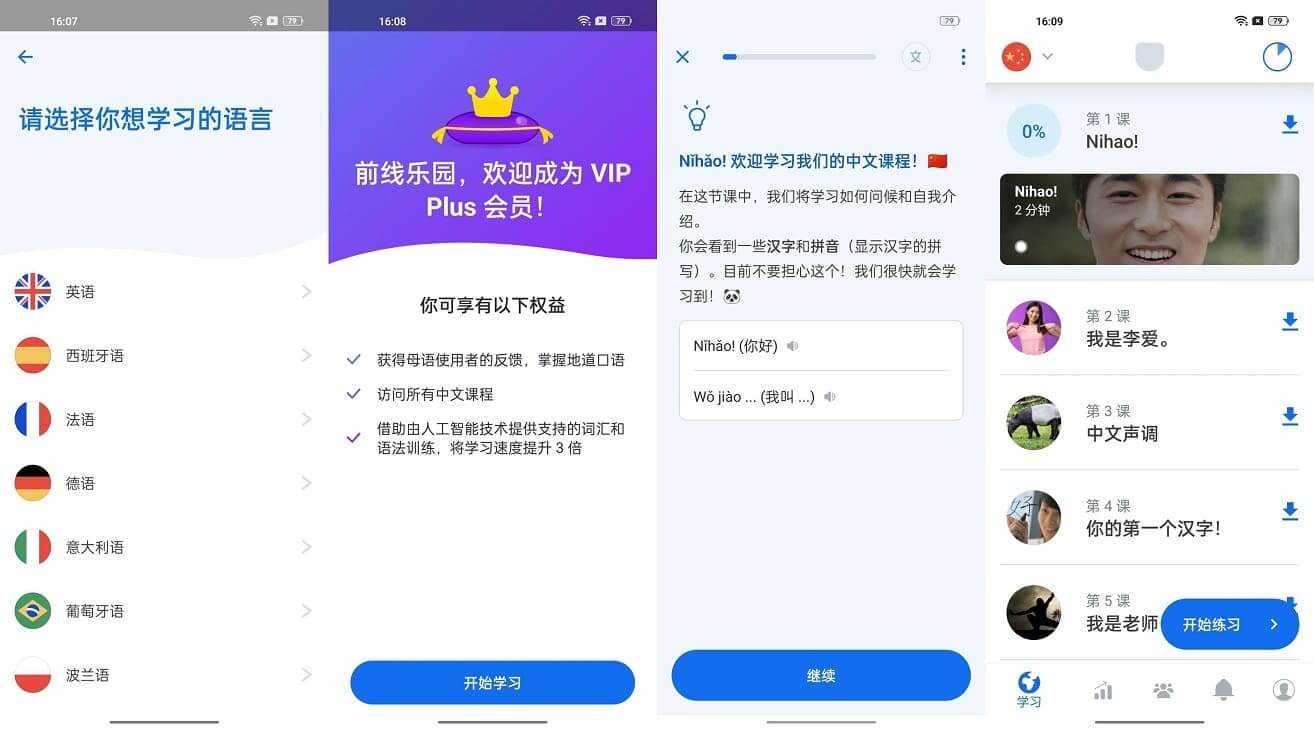 16:07
79
请选择你想学习的语言
英语
西班牙语
法语
德语
意大利语
葡萄牙语
波兰语
16:08
79
前线乐园，欢迎成为 VIP
Plus 会员！
你可享有以下权益
获得母语使用者的反馈，掌握地道口语
访问所有中文课程
借助由人工智能技术提供支持的词汇和
语法训练，将学习速度提升 3 倍
开始学习
79
文
Nǐhǎo! 欢迎学习我们的中文课程！
在这节课中，我们将学习如何问候和自我介
绍。
你会看到一些汉字和拼音（显示汉字的拼
写）。目前不要担心这个！我们很快就会学
习到！
Nǐhǎo! (你好)
Wǒ jiào ... (我叫 ...)
继续
16:09
79
0%
第 1 课
Nihao!
Nihao!
2 分钟
第 2 课
我是李爱。
第 3 课
中文声调
好
第 4 课
你的第一个汉字！
第 5 课
我是老师
开始练习
学习